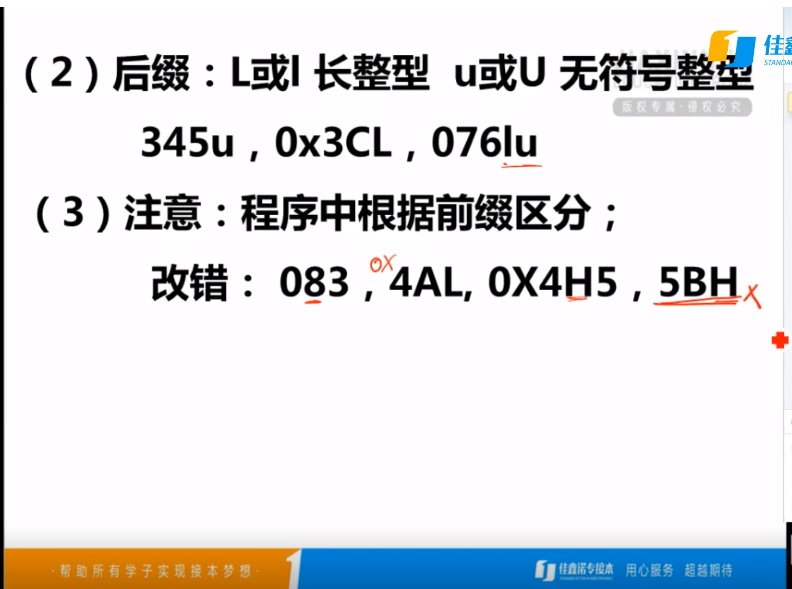 （2）后缀：L或l 长整型 u或U 无符号整型
佳鑫
STANDA
版权专属·侵权必究
345u，0x3CL，076lu
（3）注意：程序中根据前缀区分；
0X
改错： 083，4AL, 0X4H5，5BH X
·帮助所有学子实现接本梦想·
佳鑫诺专接本 用心服务 超越期待